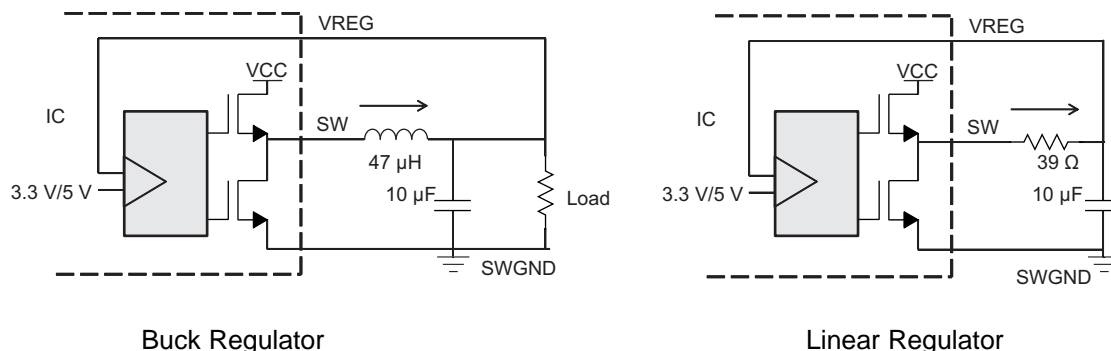 VREG
VCC
IC
SW
47 µH
3.3 V/5 V
10 µF
Load
SWGND
Buck Regulator
VREG
VCC
IC
SW
39 Ω
3.3 V/5 V
10 µF
SWGND
Linear Regulator